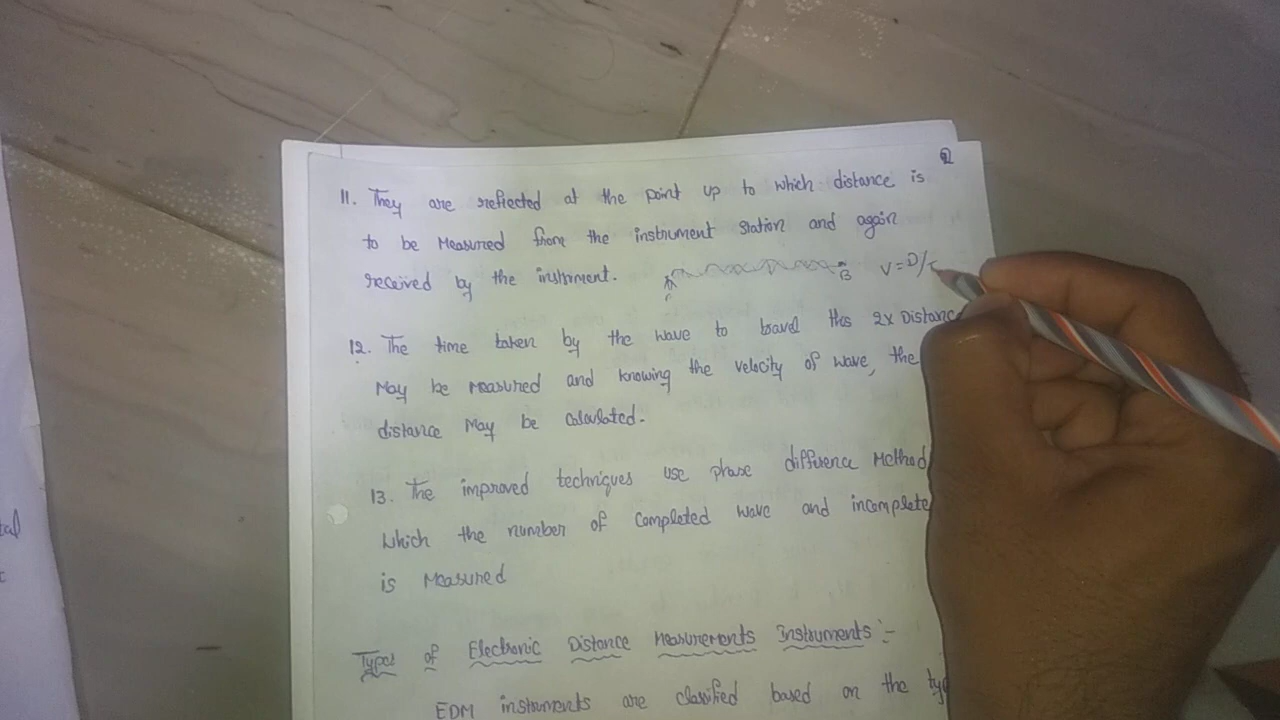 2
11. They are reflected at the point up to which distance is
to be Measured from the instrument station and again
received by the instriment.
B V=D/T
12. The time taken by the wave to travel this 2x Distance
May be Measured and knowing the velocity of wave, the
distance May be Calculated.
13. The improved techniques use phase difference Method
which the number of Completed wave and incomplete
is Measured
Types of Electronic Distance Measurements Instruments :-
EDM instruments are classified based on the
tal
c